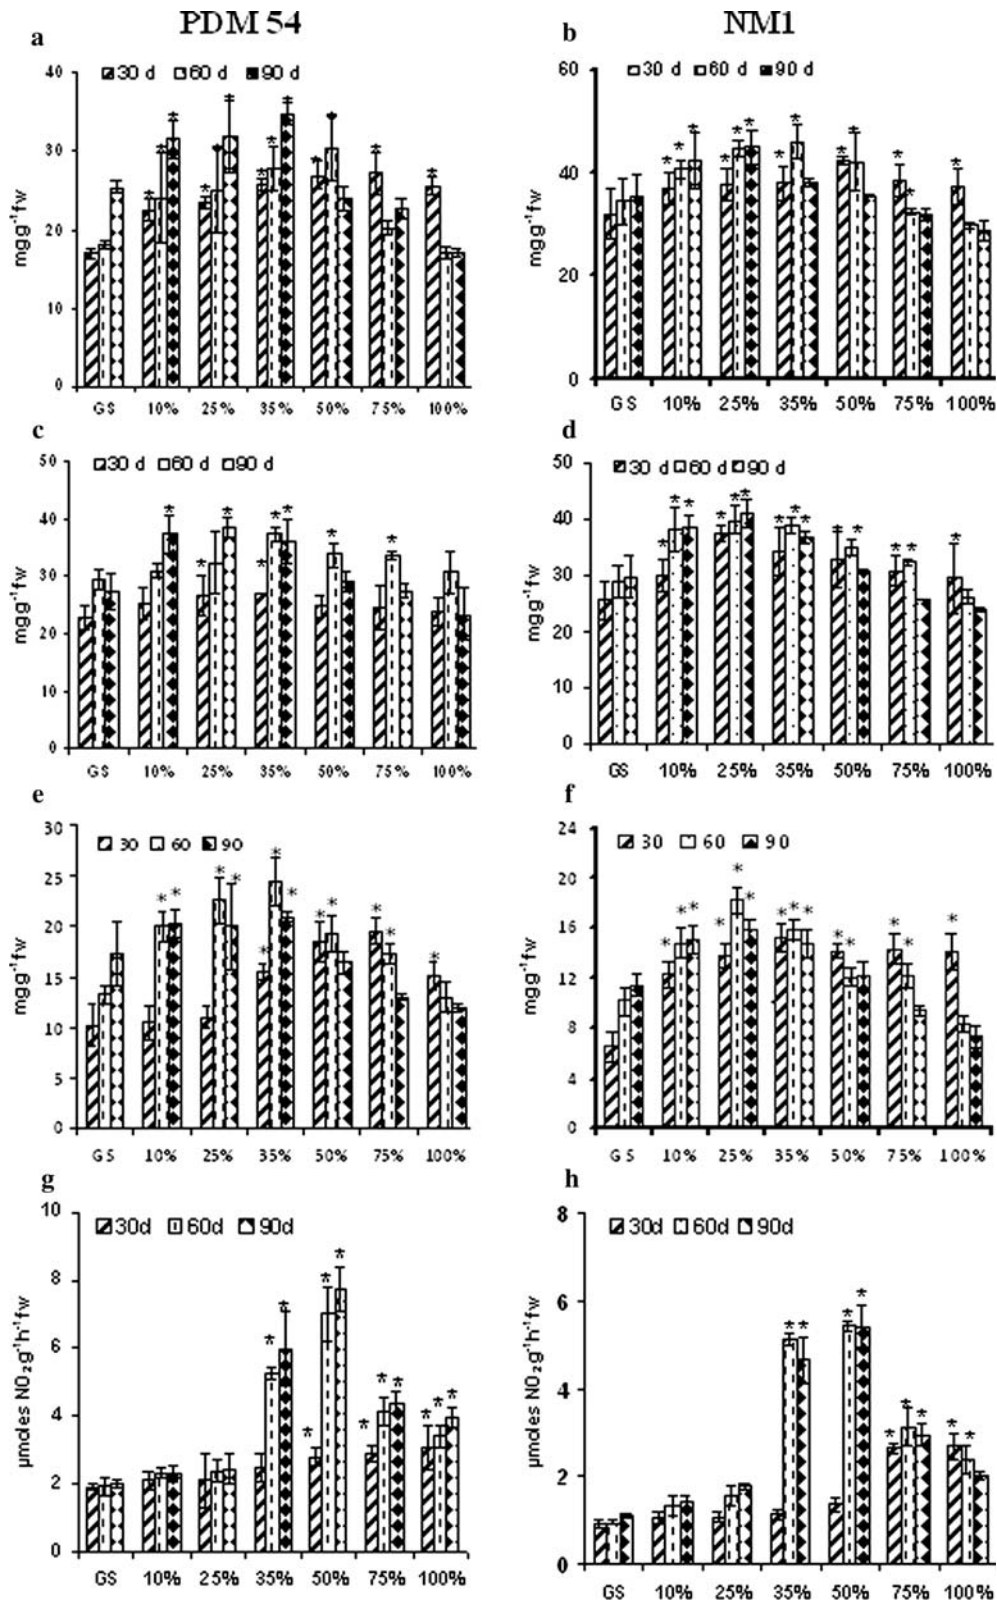 PDM 54 NM1
a
30 d 60 d 90 d
mgg⁻¹fw
40
30
20
10
0
GS 10% 25% 35% 50% 75% 100%
b
30 d 60 d 90 d
mgg⁻¹fw
60
40
20
0
GS 10% 25% 35% 50% 75% 100%
c
30 d 60 d 90 d
mgg⁻¹fw
50
40
30
20
10
0
GS 10% 25% 35% 50% 75% 100%
d
30 d 60 d 90 d
mgg⁻¹fw
50
40
30
20
10
0
GS 10% 25% 35% 50% 75% 100%
e
30 60 90
mgg⁻¹fw
30
25
20
15
10
5
0
GS 10% 25% 35% 50% 75% 100%
f
30 60 90
mgg⁻¹fw
24
20
16
12
8
4
0
GS 10% 25% 35% 50% 75% 100%
g
30d 60d 90d
µmoles NO₂g⁻¹h⁻¹fw
10
8
6
4
2
0
GS 10% 25% 35% 50% 75% 100%
h
30d 60d 90d
µmoles NO₂g⁻¹h⁻¹fw
8
6
4
2
0
GS 10% 25% 35% 50% 75% 100%